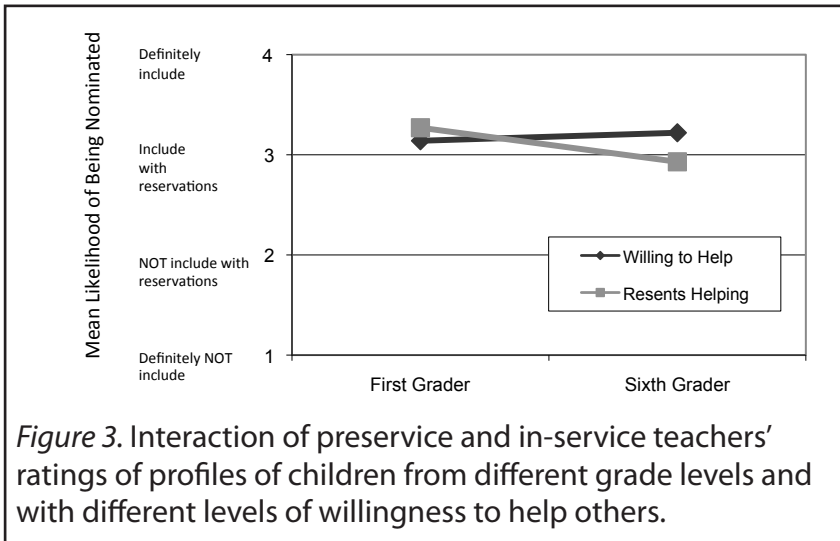 Mean Likelihood of Being Nominated
Definitely
include
Include
with
reservations
NOT include with
reservations
Definitely NOT
include
4
3
2
1
Willing to Help
Resents Helping
First Grader
Sixth Grader
Figure 3. Interaction of preservice and in-service teachers’
ratings of profiles of children from different grade levels and
with different levels of willingness to help others.